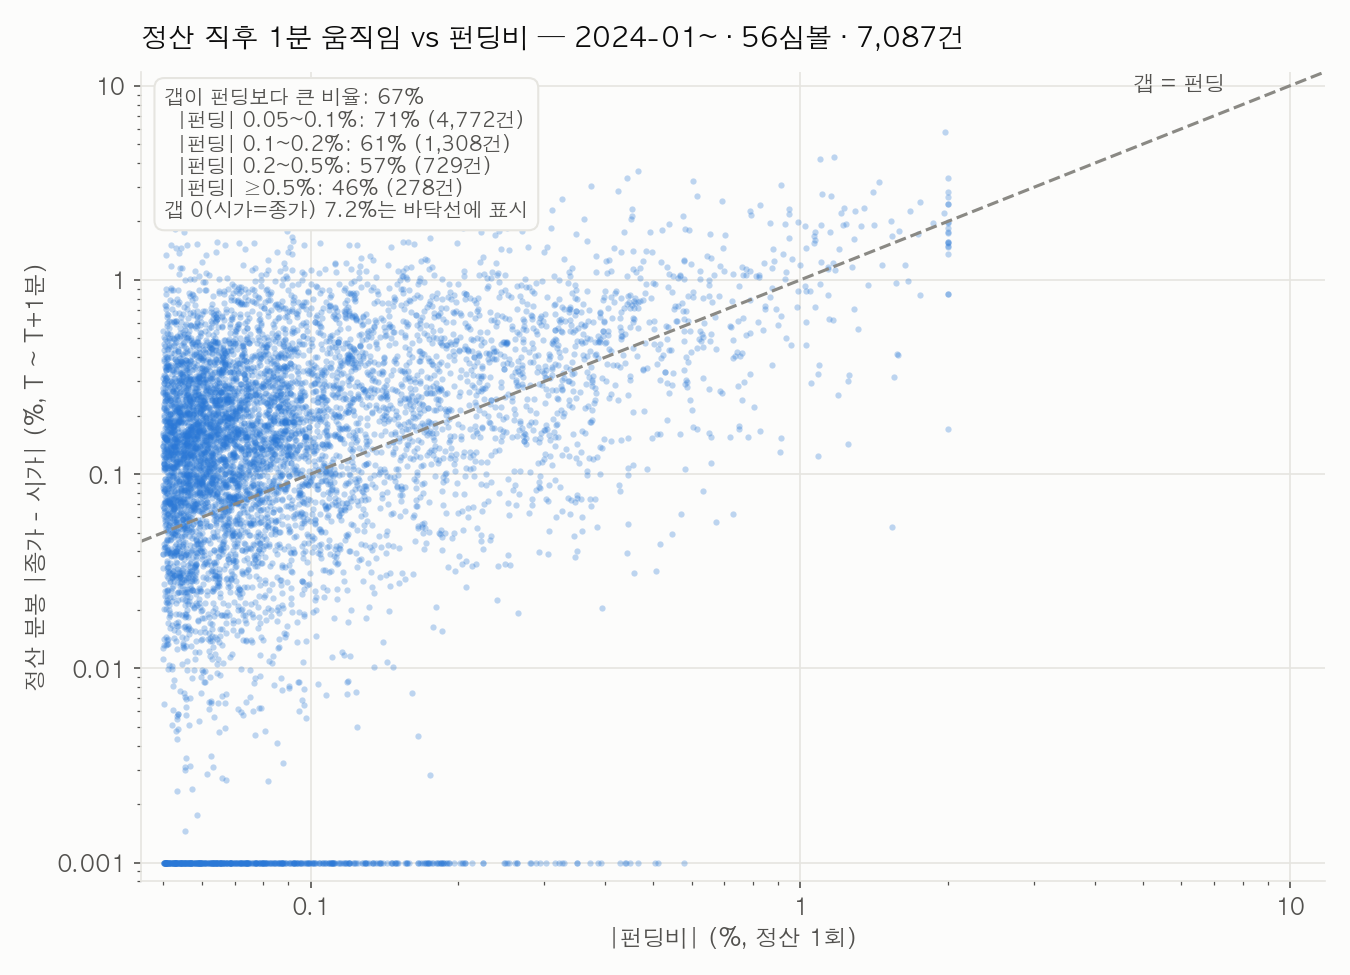 정산 직후 1분 움직임 vs 펀딩비 — 2024-01~ · 56심볼 · 7,087건
갭이 펀딩보다 큰 비율: 67%
|펀딩| 0.05~0.1%: 71% (4,772건)
|펀딩| 0.1~0.2%: 61% (1,308건)
|펀딩| 0.2~0.5%: 57% (729건)
|펀딩| ≥0.5%: 46% (278건)
갭 0(시가=종가) 7.2%는 바닥선에 표시
갭 = 펀딩
정산 분봉 |종가 - 시가| (%, T ~ T+1분)
10
1
0.1
0.01
0.001
0.1
1
10
|펀딩비| (%, 정산 1회)